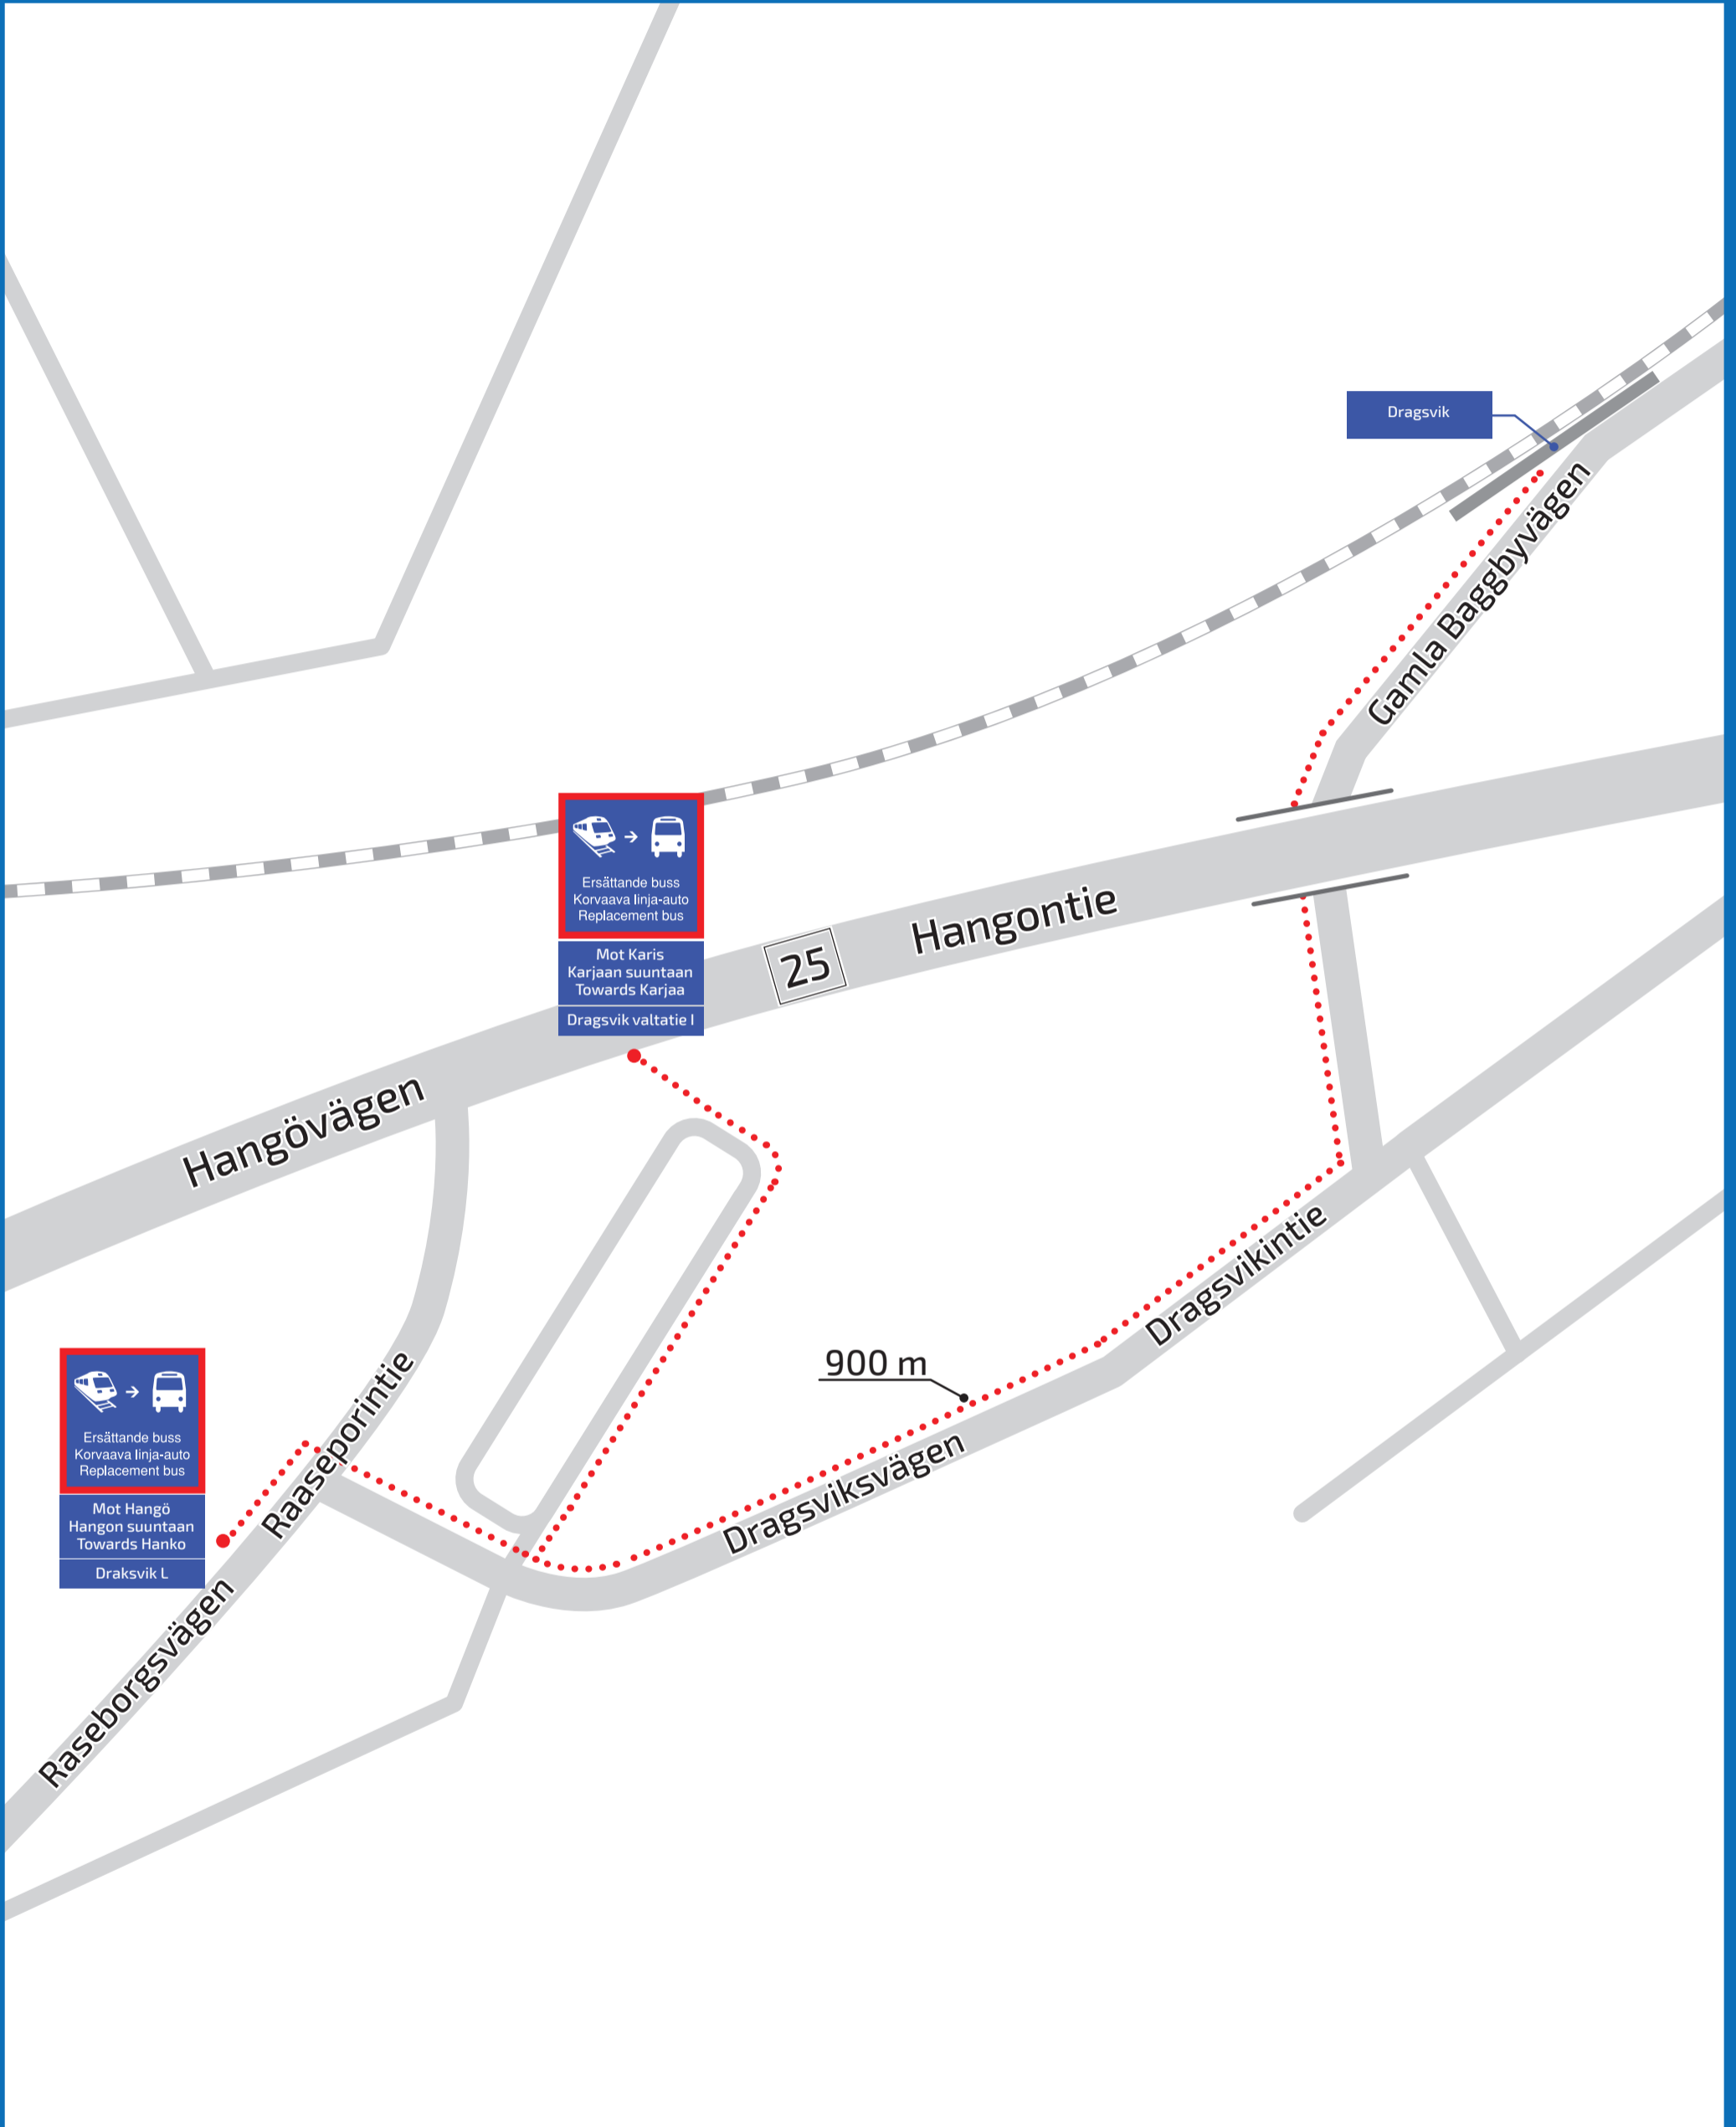 Dragsvik
Gamla Baggbyvägen
Ersättande buss
Korvaava linja-auto
Replacement bus
Mot Karis
Karjaan suuntaan
Towards Karjaa
Dragsvik valtatie I
25
Hangontie
Hangövägen
Dragsvikintie
900 m
Dragsviksvägen
Raaseporintie
Ersättande buss
Korvaava linja-auto
Replacement bus
Mot Hangö
Hangon suuntaan
Towards Hanko
Draksvik L
Raseborgsvägen